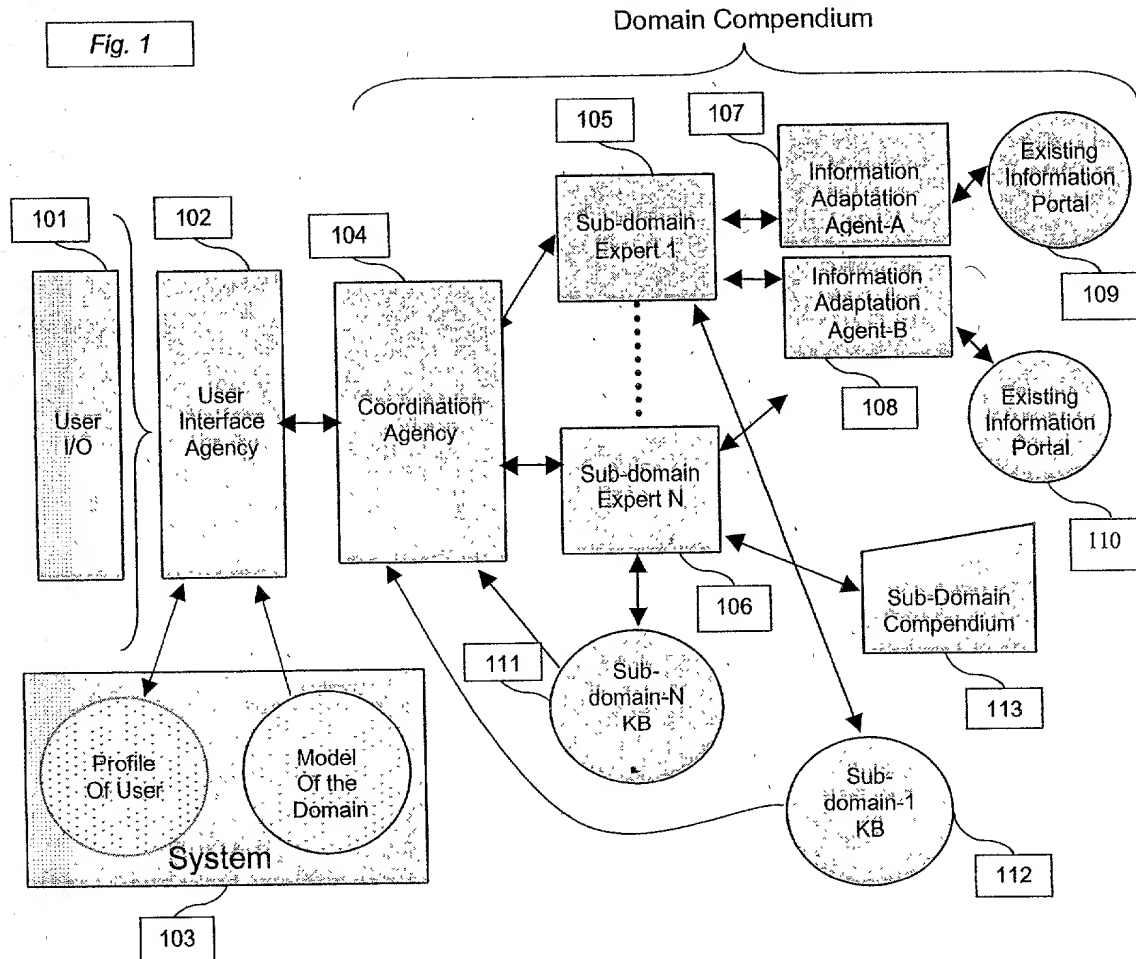 Fig. 1
Domain Compendium
101
User
I/O
102
User
Interface
Agency
103
Profile
Of User
Model
Of the
Domain
System
104
Coordination
Agency
105
Sub-domain
Expert 1
106
Sub-domain
Expert N
107
Information
Adaptation
Agent-A
Information
Adaptation
Agent-B
108
Existing
Information
Portal
109
Existing
Information
Portal
110
111
Sub-
domain-N
KB
Sub-Domain
Compendium
113
Sub-
domain-1
KB
112